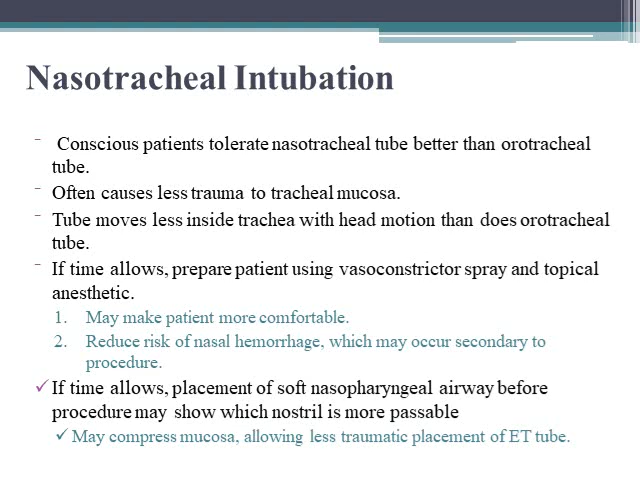 Nasotracheal Intubation
Conscious patients tolerate nasotracheal tube better than orotracheal
tube.
Often causes less trauma to tracheal mucosa.
Tube moves less inside trachea with head motion than does orotracheal
tube.
If time allows, prepare patient using vasoconstrictor spray and topical
anesthetic.
1. May make patient more comfortable.
2. Reduce risk of nasal hemorrhage, which may occur secondary to
procedure.
If time allows, placement of soft nasopharyngeal airway before
procedure may show which nostril is more passable
May compress mucosa, allowing less traumatic placement of ET tube.